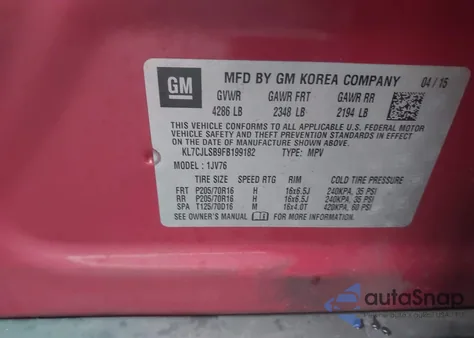 GM
MFD BY GM KOREA COMPANY 04/15
GVWR GAWR FRT GAWR RR
4286 LB 2348 LB 2194 LB
THIS VEHICLE CONFORMS TO ALL APPLICABLE U.S. FEDERAL MOTOR
VEHICLE SAFETY, BUMPER, AND THEFT PREVENTION STANDARDS IN
EFFECT ON THE DATE OF MANUFACTURE SHOWN ABOVE.
KL7CJLSB9FB199182 TYPE: MPV
MODEL: 1JV76
TIRE SIZE SPEED RTG RIM COLD TIRE PRESSURE
FRT P205/70R16 H 16x6.5J 240KPA, 35 PSI
RR P205/70R16 H 16x6.5J 240KPA, 35 PSI
SPA T125/70D16 M 16x4.0T 420KPA, 60 PSI
SEE OWNER'S MANUAL FOR MORE INFORMATION.
autoSnap